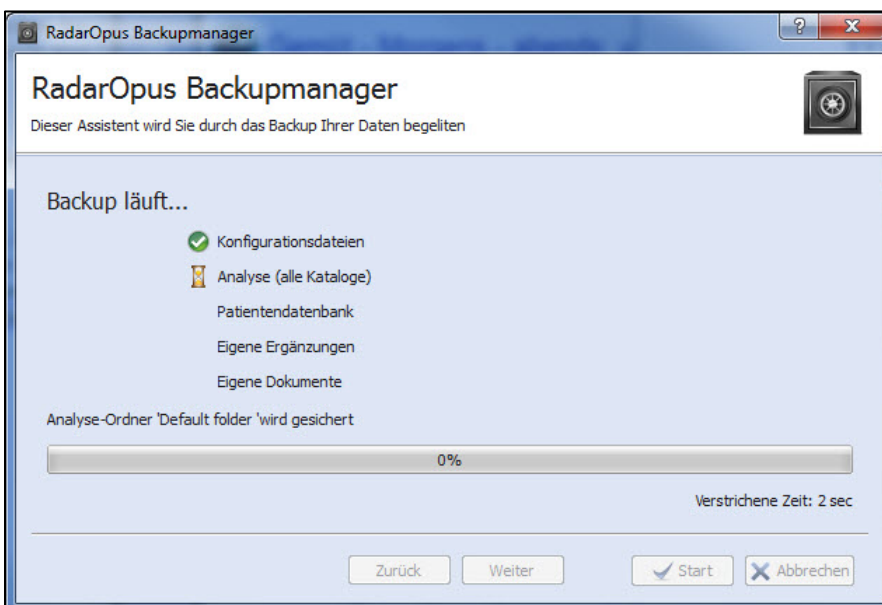 RadarOpus Backupmanager
RadarOpus Backupmanager
Dieser Assistent wird Sie durch das Backup Ihrer Daten begeliten
Backup läuft...
Konfigurationsdateien
Analyse (alle Kataloge)
Patientendatenbank
Eigene Ergänzungen
Eigene Dokumente
Analyse-Ordner 'Default folder 'wird gesichert
0%
Verstrichene Zeit: 2 sec
Zurück Weiter Start Abbrechen